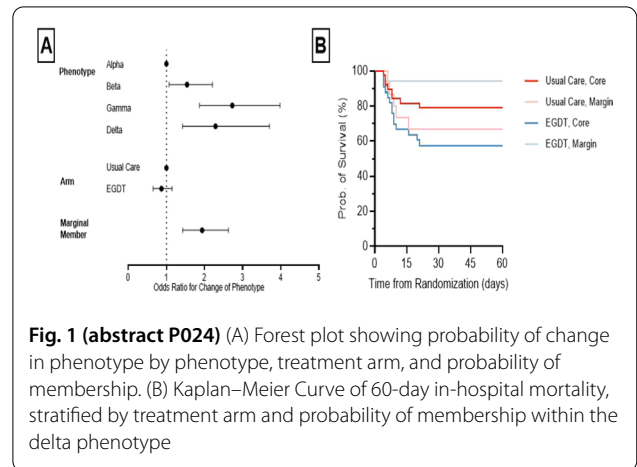 A
B
Phenotype
Alpha
Beta
Gamma
Delta
Arm
Usual Care
EGDT
Marginal
Member
0 1 2 3 4 5
Odds Ratio for Change of Phenotype
Prob. of Survival (%)
100
80
60
40
20
0
0 15 30 45 60
Time from Randomization (days)
Usual Care, Core
Usual Care, Margin
EGDT, Core
EGDT, Margin
Fig. 1 (abstract P024) (A) Forest plot showing probability of change
in phenotype by phenotype, treatment arm, and probability of
membership. (B) Kaplan–Meier Curve of 60-day in-hospital mortality,
stratified by treatment arm and probability of membership within the
delta phenotype